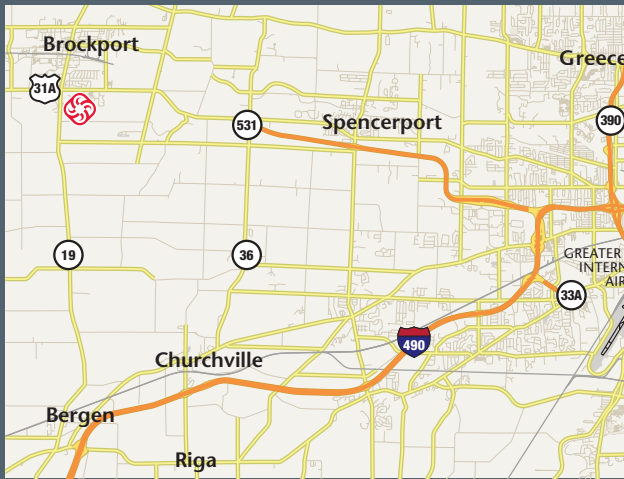 Brockport
Greece
31A
390
531
Spencerport
19
36
GREATER
INTERN
AIR
33A
490
Churchville
Bergen
Riga